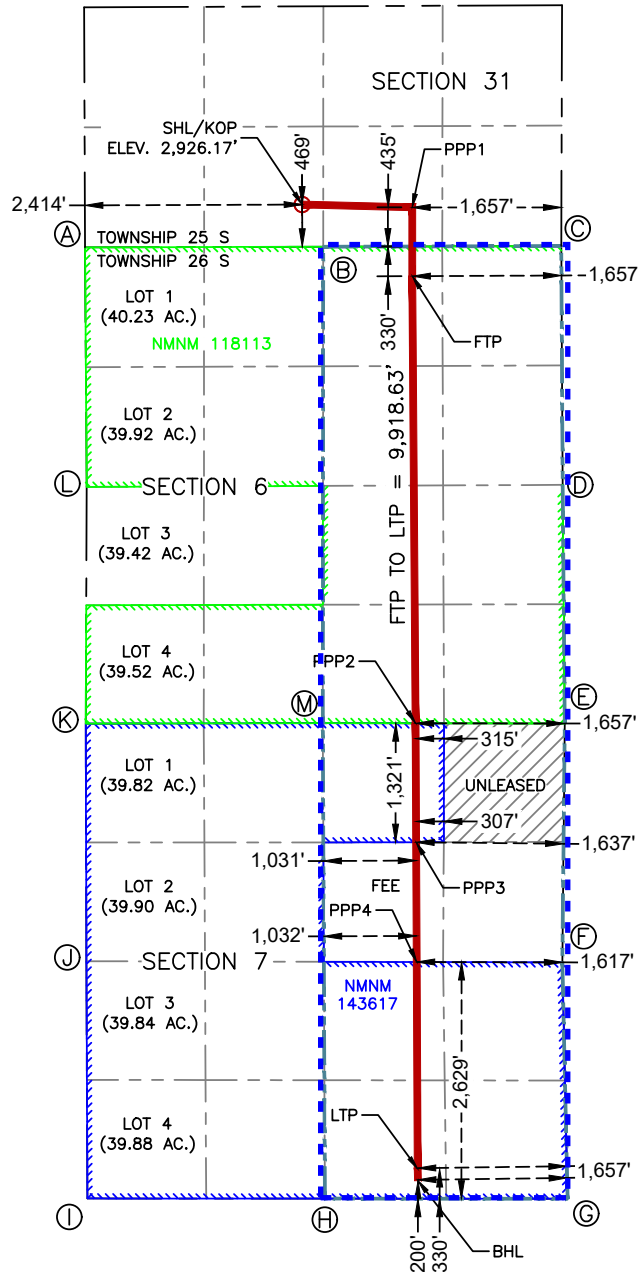 SECTION 31
SHL/KOP
ELEV. 2,926.17'
469'
435'
PPP1
2,414'
1,657'
A
TOWNSHIP 25 S
TOWNSHIP 26 S
C
B
1,657
LOT 1
(40.23 AC.)
NMNM 118113
330'
FTP
FTP TO LTP = 9,918.63'
LOT 2
(39.92 AC.)
L
SECTION 6
D
LOT 3
(39.42 AC.)
LOT 4
(39.52 AC.)
PPP2
M
E
K
1,657'
315'
LOT 1
(39.82 AC.)
1,321'
UNLEASED
307'
1,637'
1,031'
LOT 2
(39.90 AC.)
FEE
PPP3
PPP4
1,032'
F
J
SECTION 7
1,617'
NMNM
143617
LOT 3
(39.84 AC.)
2,629'
LOT 4
(39.88 AC.)
LTP
1,657'
I
H
G
200'
330'
BHL